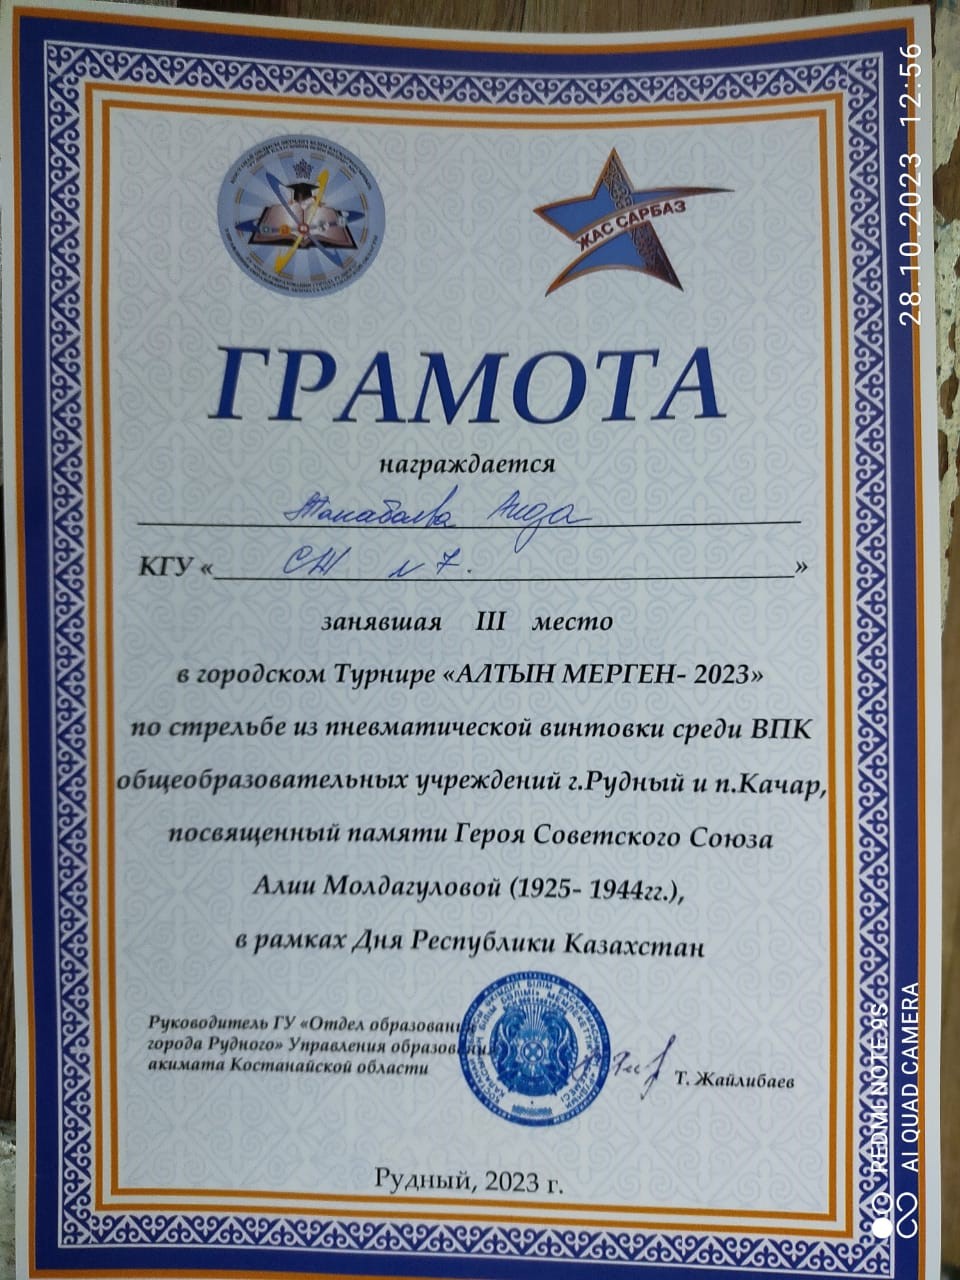 ЖАС САРБАЗ
ГРАМОТА
награждается
Аида
КГУ «СШ №7.»
занявшая III место
в городском Турнире «АЛТЫН МЕРГЕН- 2023»
по стрельбе из пневматической винтовки среди ВПК
общеобразовательных учреждений г.Рудный и п.Качар,
посвященный памяти Героя Советского Союза
Алии Молдагуловой (1925- 1944гг.),
в рамках Дня Республики Казахстан
Руководитель ГУ «Отдел образования
города Рудного» Управления образования
акимата Костанайской области
Т. Жайлибаев
Рудный, 2023 г.
28.10.2023 12:56
REDMI NOTE 9S
AI QUAD CAMERA